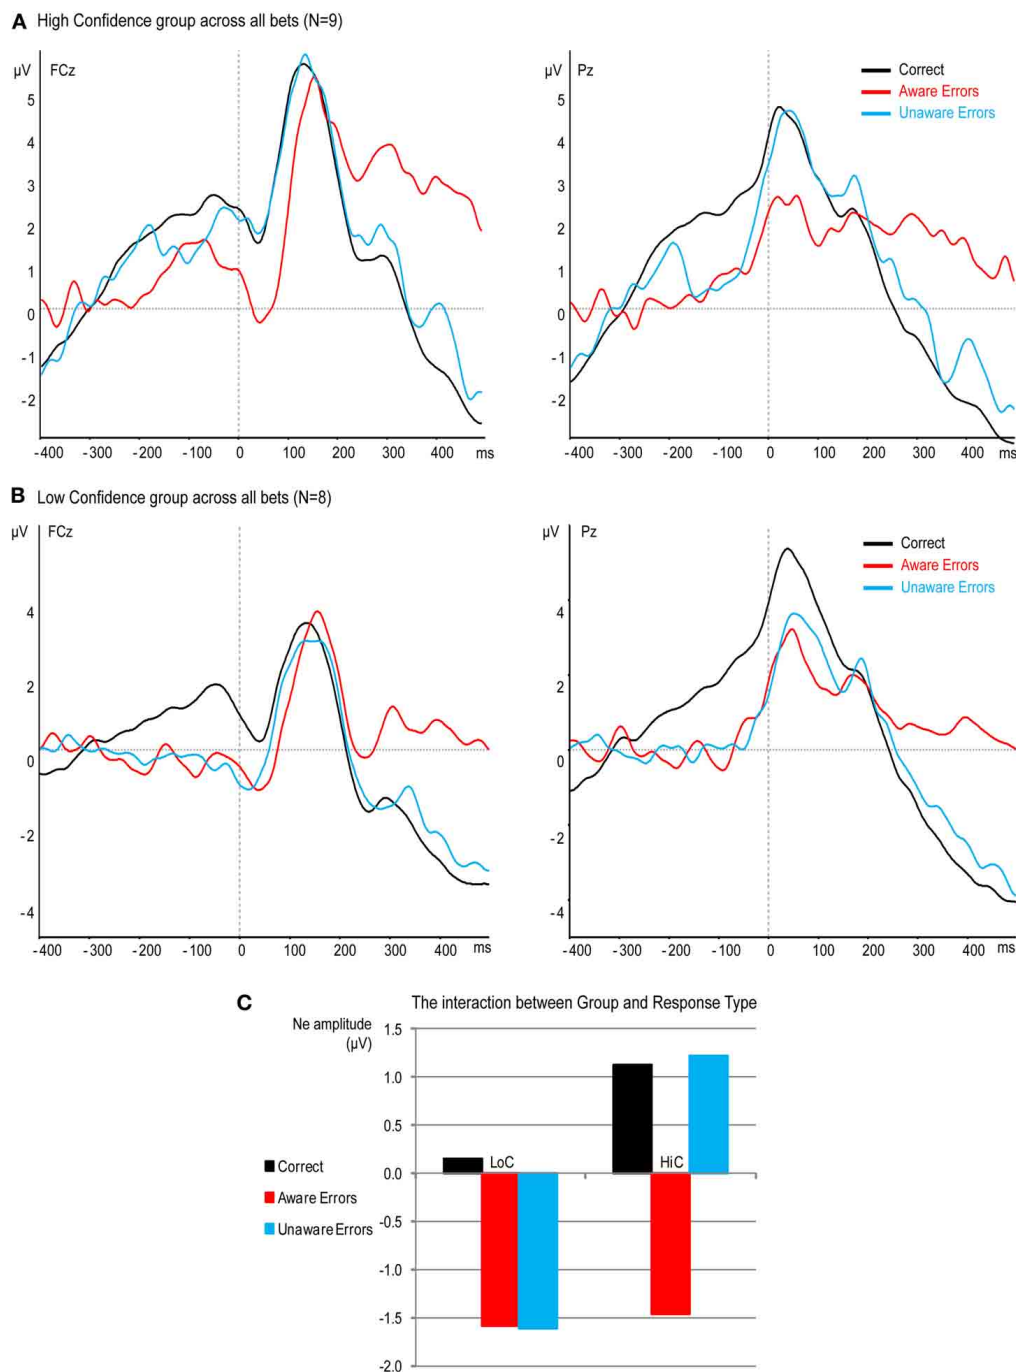 A High Confidence group across all bets (N=9)
μV FCz
5
4
3
2
1
0
-1
-2
-400 -300 -200 -100 0 100 200 300 400 ms
μV Pz
Correct
Aware Errors
Unaware Errors
5
4
3
2
1
0
-1
-2
-400 -300 -200 -100 0 100 200 300 400 ms
B Low Confidence group across all bets (N=8)
μV FCz
4
2
0
-2
-4
-400 -300 -200 -100 0 100 200 300 400 ms
μV Pz
Correct
Aware Errors
Unaware Errors
4
2
0
-2
-4
-400 -300 -200 -100 0 100 200 300 400 ms
C The interaction between Group and Response Type
Ne amplitude
(μV)
1.5
1.0
0.5
0.0
-0.5
-1.0
-1.5
-2.0
LoC HiC
Correct
Aware Errors
Unaware Errors